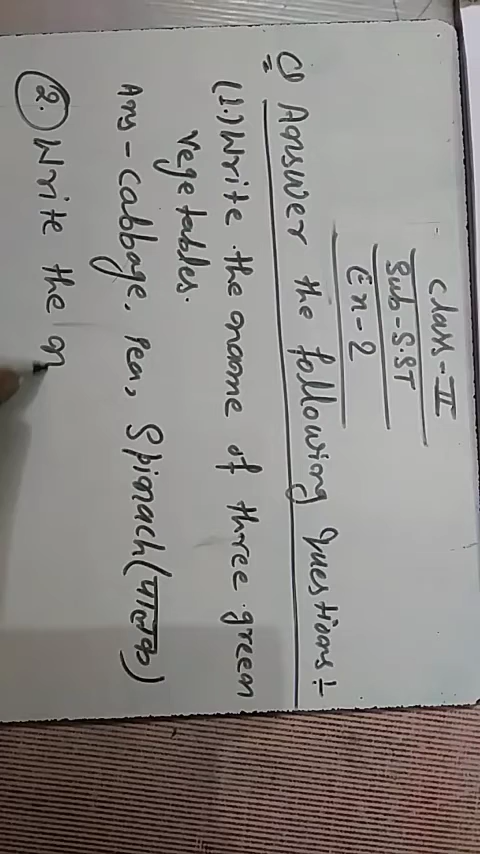 Class-II
Sub-S.ST
Ex-2
Q) Answer the following questions:-
(1.) Write the name of three green
vegetables.
Ans-Cabbage, Pea, Spinach (पालक)
2. Write the n